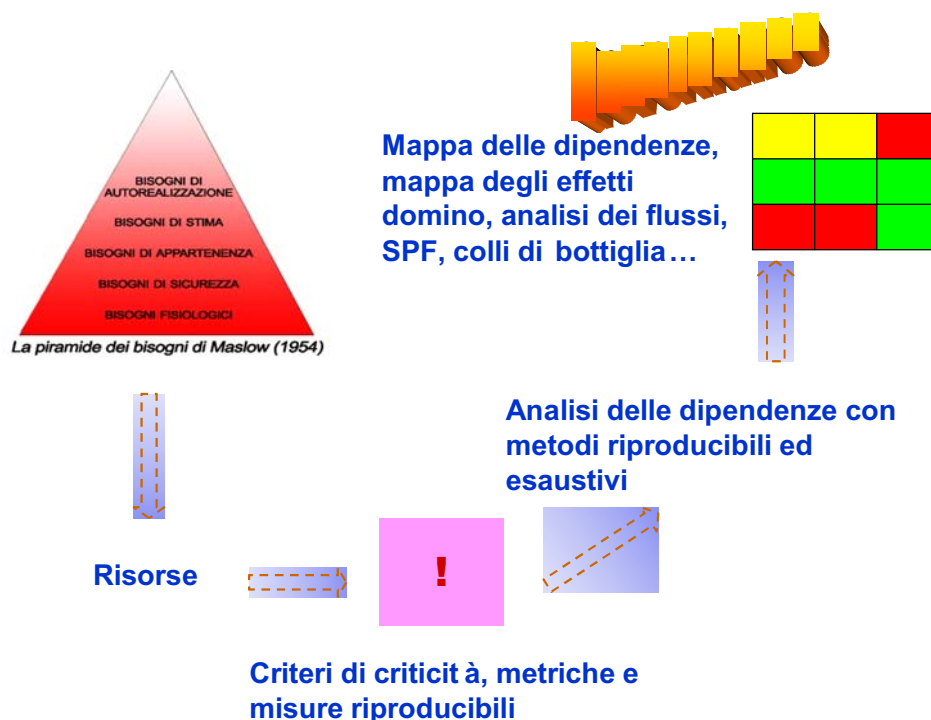 BISOGNI DI
AUTOREALIZZAZIONE
BISOGNI DI STIMA
BISOGNI DI APPARTENENZA
BISOGNI DI SICUREZZA
BISOGNI FISIOLOGICI
La piramide dei bisogni di Maslow (1954)
Mappa delle dipendenze,
mappa degli effetti
domino, analisi dei flussi,
SPF, colli di bottiglia…
Analisi delle dipendenze con
metodi riproducibili ed
esaustivi
Risorse
!
Criteri di criticit à, metriche e
misure riproducibili